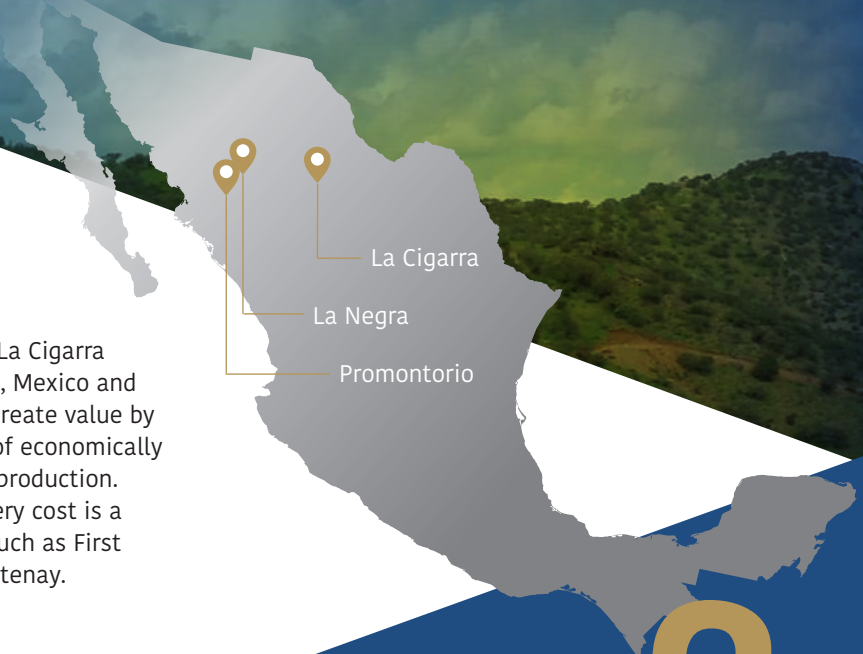 La Cigarra
La Negra
Promontorio
La Cigarra
, Mexico and
reate value by
of economically
production.
ery cost is a
uch as First
tenay.